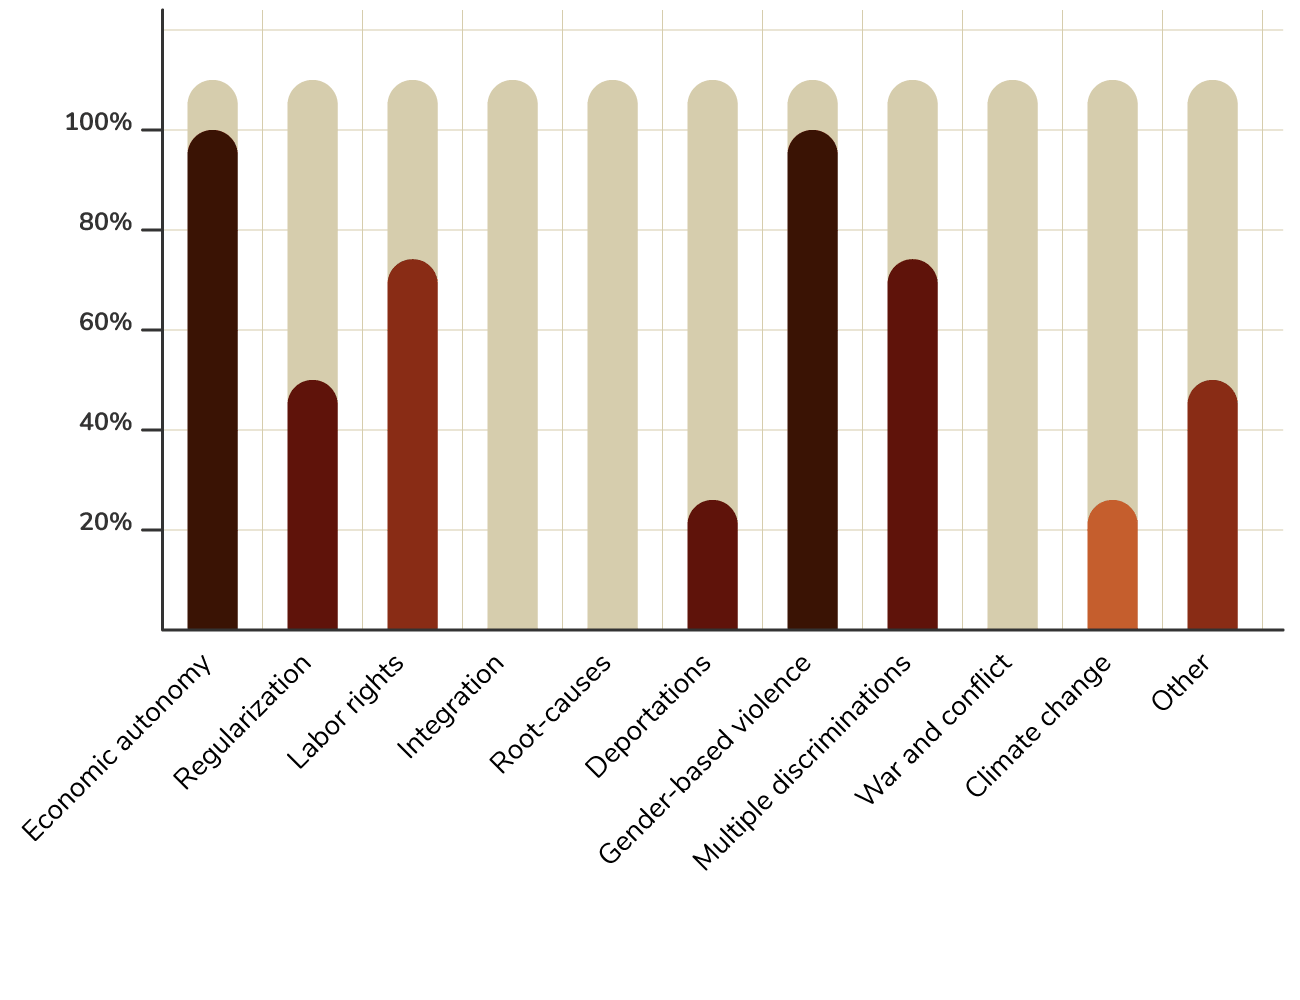 100%
80%
60%
40%
20%
Economic autonomy
Regularization
Labor rights
Integration
Root-causes
Deportations
Gender-based violence
Multiple discriminations
War and conflict
Climate change
Other